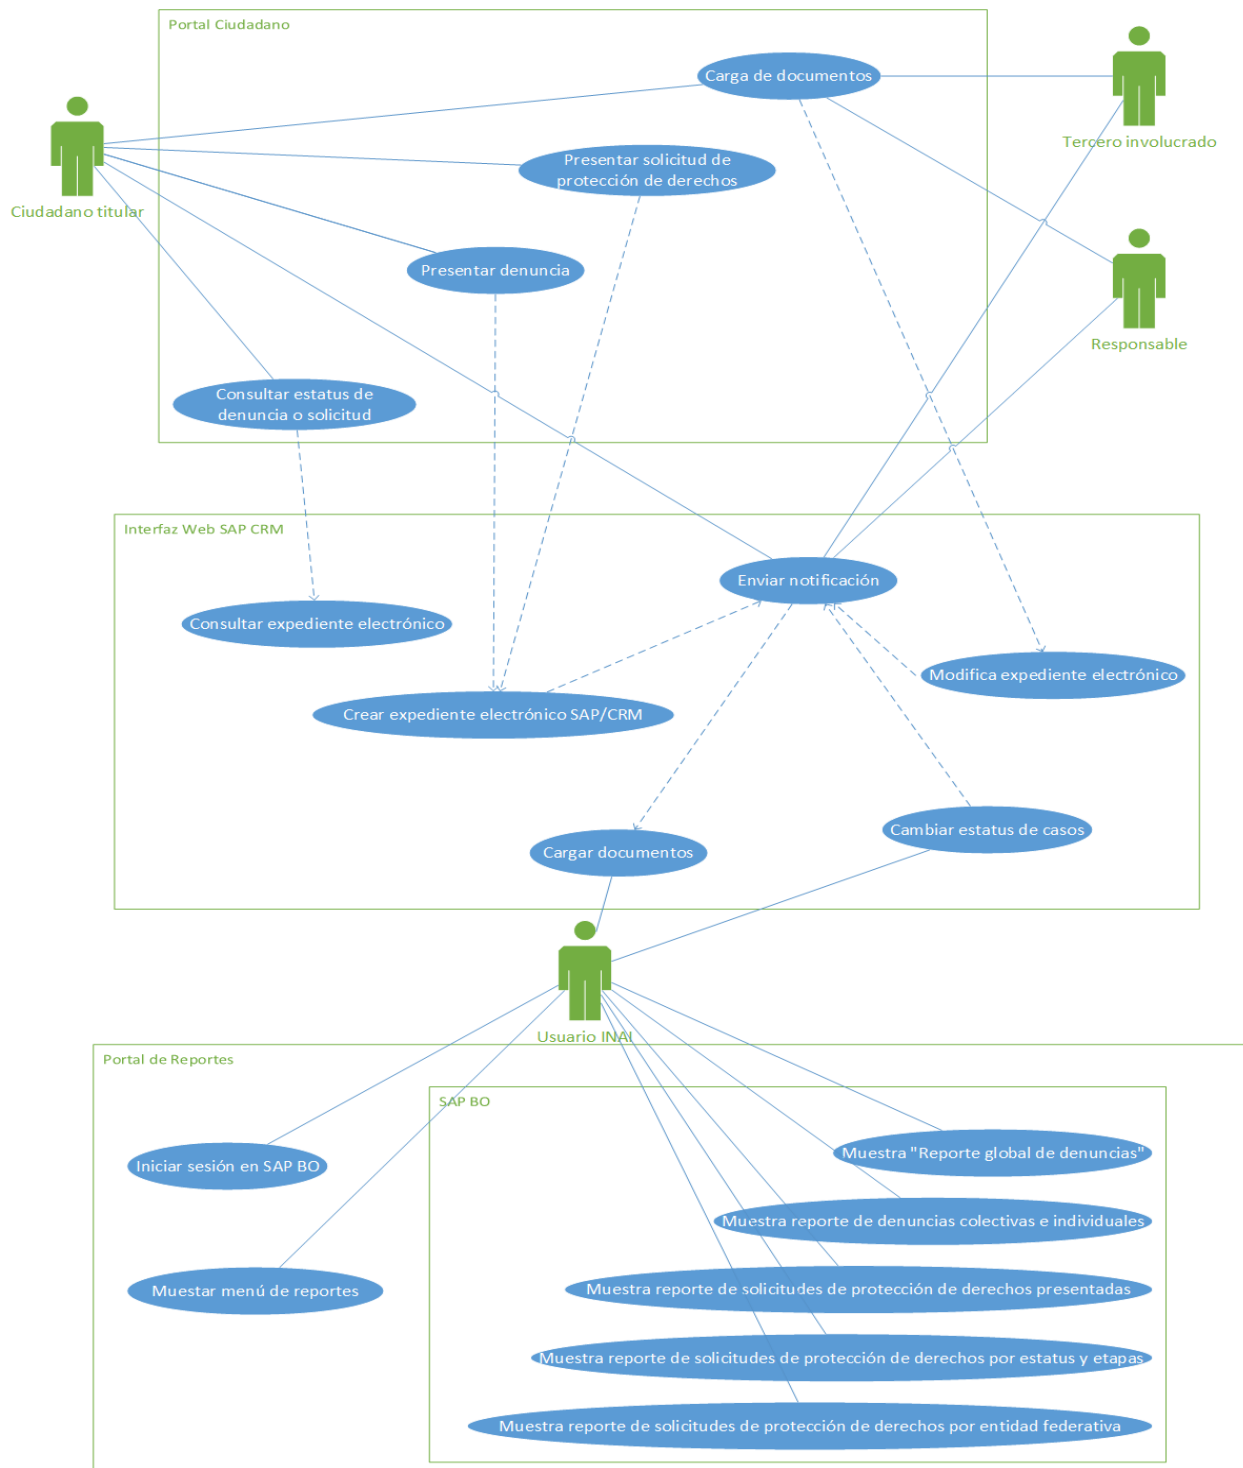 Portal Ciudadano
Carga de documentos
Tercero involucrado
Presentar solicitud de
protección de derechos
Ciudadano titular
Presentar denuncia
Responsable
Consultar estatus de
denuncia o solicitud
Interfaz Web SAP CRM
Enviar notificación
Consultar expediente electrónico
Modifica expediente electrónico
Crear expediente electrónico SAP/CRM
Cambiar estatus de casos
Cargar documentos
Usuario INAI
Portal de Reportes
SAP BO
Muestra "Reporte global de denuncias"
Iniciar sesión en SAP BO
Muestra reporte de denuncias colectivas e individuales
Muestar menú de reportes
Muestra reporte de solicitudes de protección de derechos presentadas
Muestra reporte de solicitudes de protección de derechos por estatus y etapas
Muestra reporte de solicitudes de protección de derechos por entidad federativa